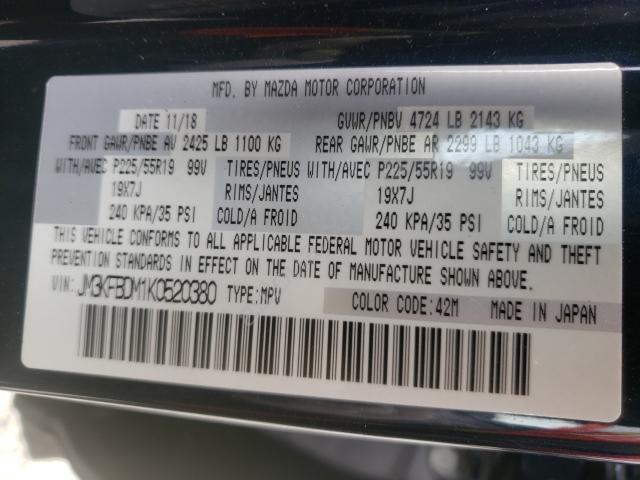 MFD. BY MAZDA MOTOR CORPORATION
DATE 11/18 GVWR/PNBV 4724 LB 2143 KG
FRONT GAWR/PNBE AV 2425 LB 1100 KG REAR GAWR/PNBE AR 2299 LB 1043 KG
WITH/AVEC P225/55R19 99V TIRES/PNEUS WITH/AVEC P225/55R19 99V TIRES/PNEUS
19X7J RIMS/JANTES 19X7J RIMS/JANTES
240 KPA/35 PSI COLD/A FROID 240 KPA/35 PSI COLD/A FROID
THIS VEHICLE CONFORMS TO ALL APPLICABLE FEDERAL MOTOR VEHICLE SAFETY AND THEFT
PREVENTION STANDARDS IN EFFECT ON THE DATE OF MANUFACTURE SHOWN ABOVE.
VIN: JM3KFBDM1K0520380 TYPE:MPV COLOR CODE:42M MADE IN JAPAN